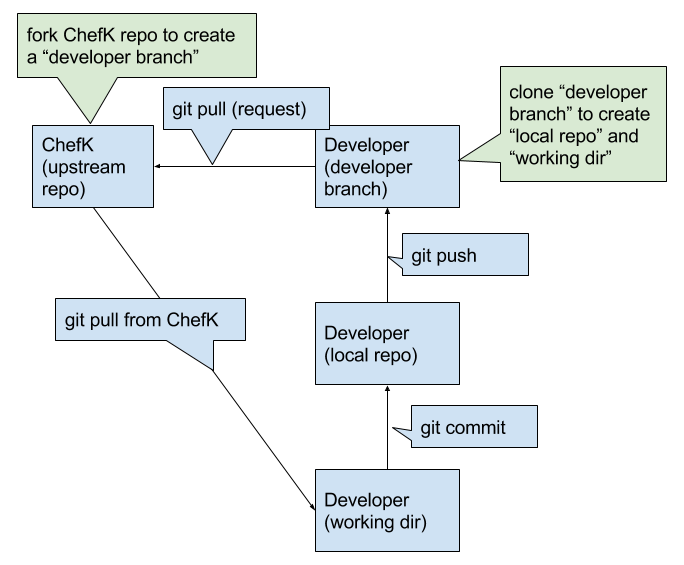 fork ChefK repo to create
a “developer branch”
git pull (request)
clone “developer
branch” to create
“local repo” and
“working dir”
ChefK
(upstream
repo)
Developer
(developer
branch)
git push
git pull from ChefK
Developer
(local repo)
git commit
Developer
(working dir)